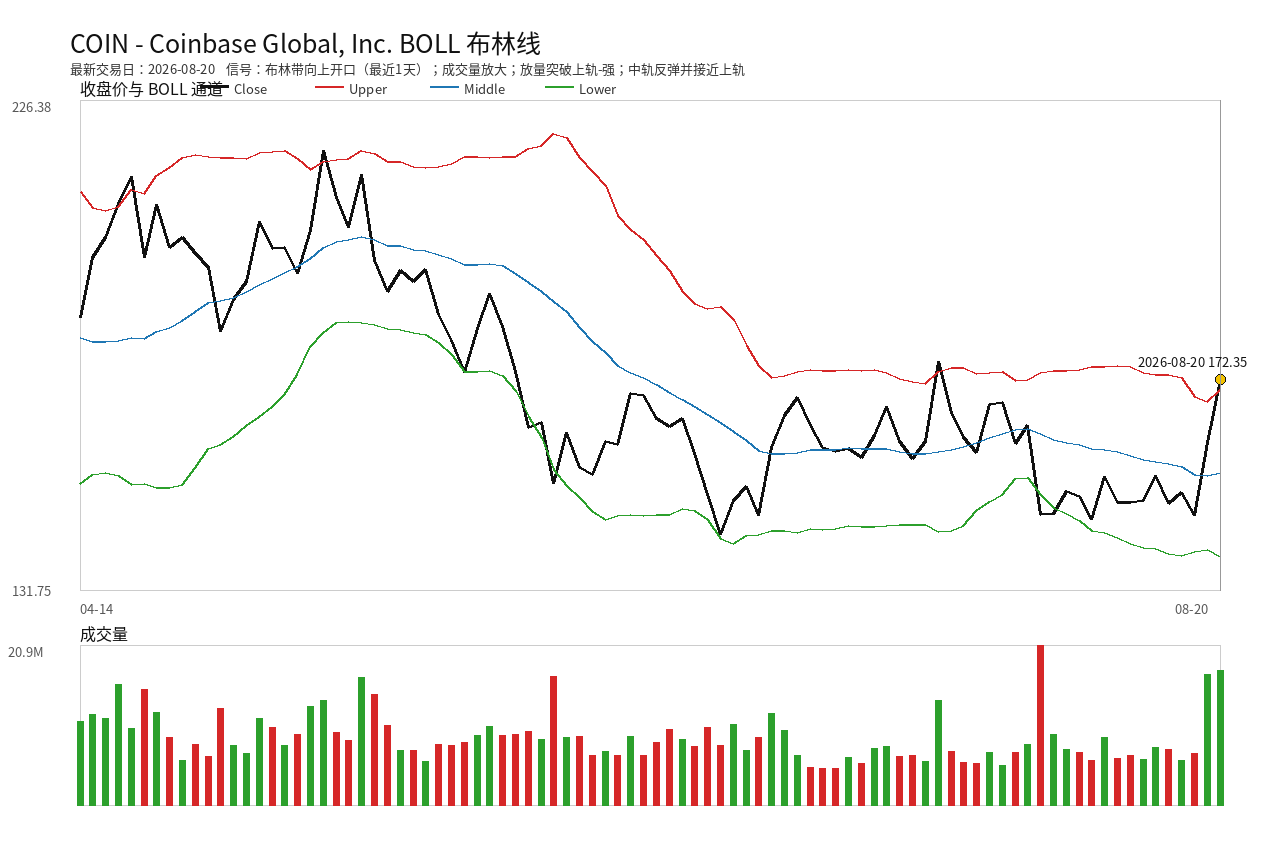 COIN - Coinbase Global, Inc. BOLL 布林线
最新交易日：2026-08-20 信号：布林带向上开口（最近1天）；成交量放大；放量突破上轨-强；中轨反弹并接近上轨
收盘价与 BOLL 通道 Close Upper Middle Lower
226.38
2026-08-20 172.35
131.75
04-14 08-20
成交量
20.9M